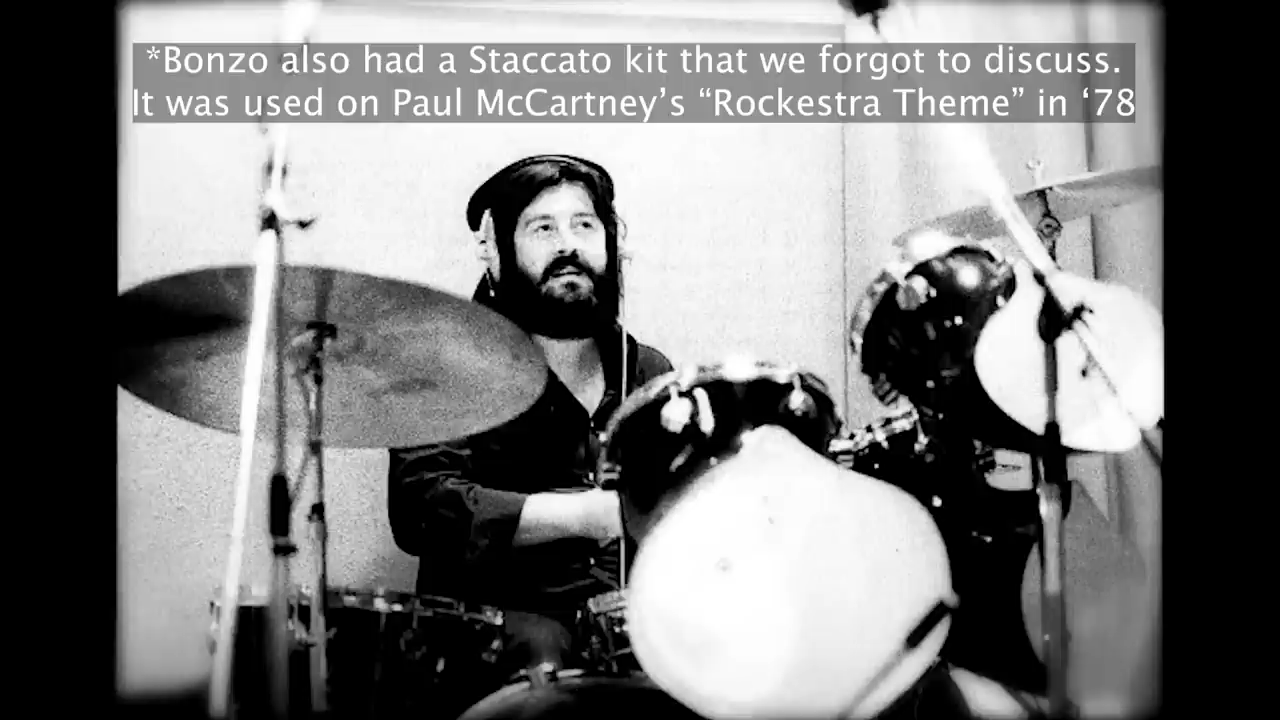 *Bonzo also had a Staccato kit that we forgot to discuss.
It was used on Paul McCartney’s “Rockestra Theme” in ‘78